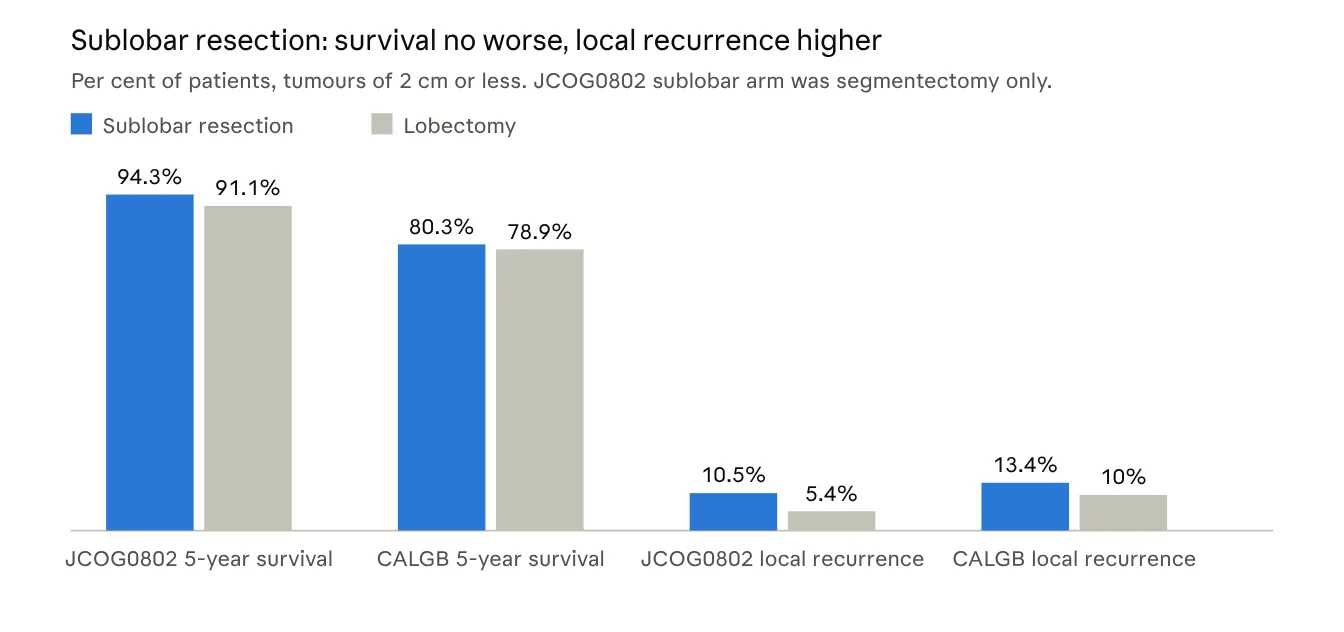 Sublobar resection: survival no worse, local recurrence higher
Per cent of patients, tumours of 2 cm or less. JCOG0802 sublobar arm was segmentectomy only.
Sublobar resection
Lobectomy
94.3%
91.1%
80.3%
78.9%
10.5%
5.4%
13.4%
10%
JCOG0802 5-year survival
CALGB 5-year survival
JCOG0802 local recurrence
CALGB local recurrence